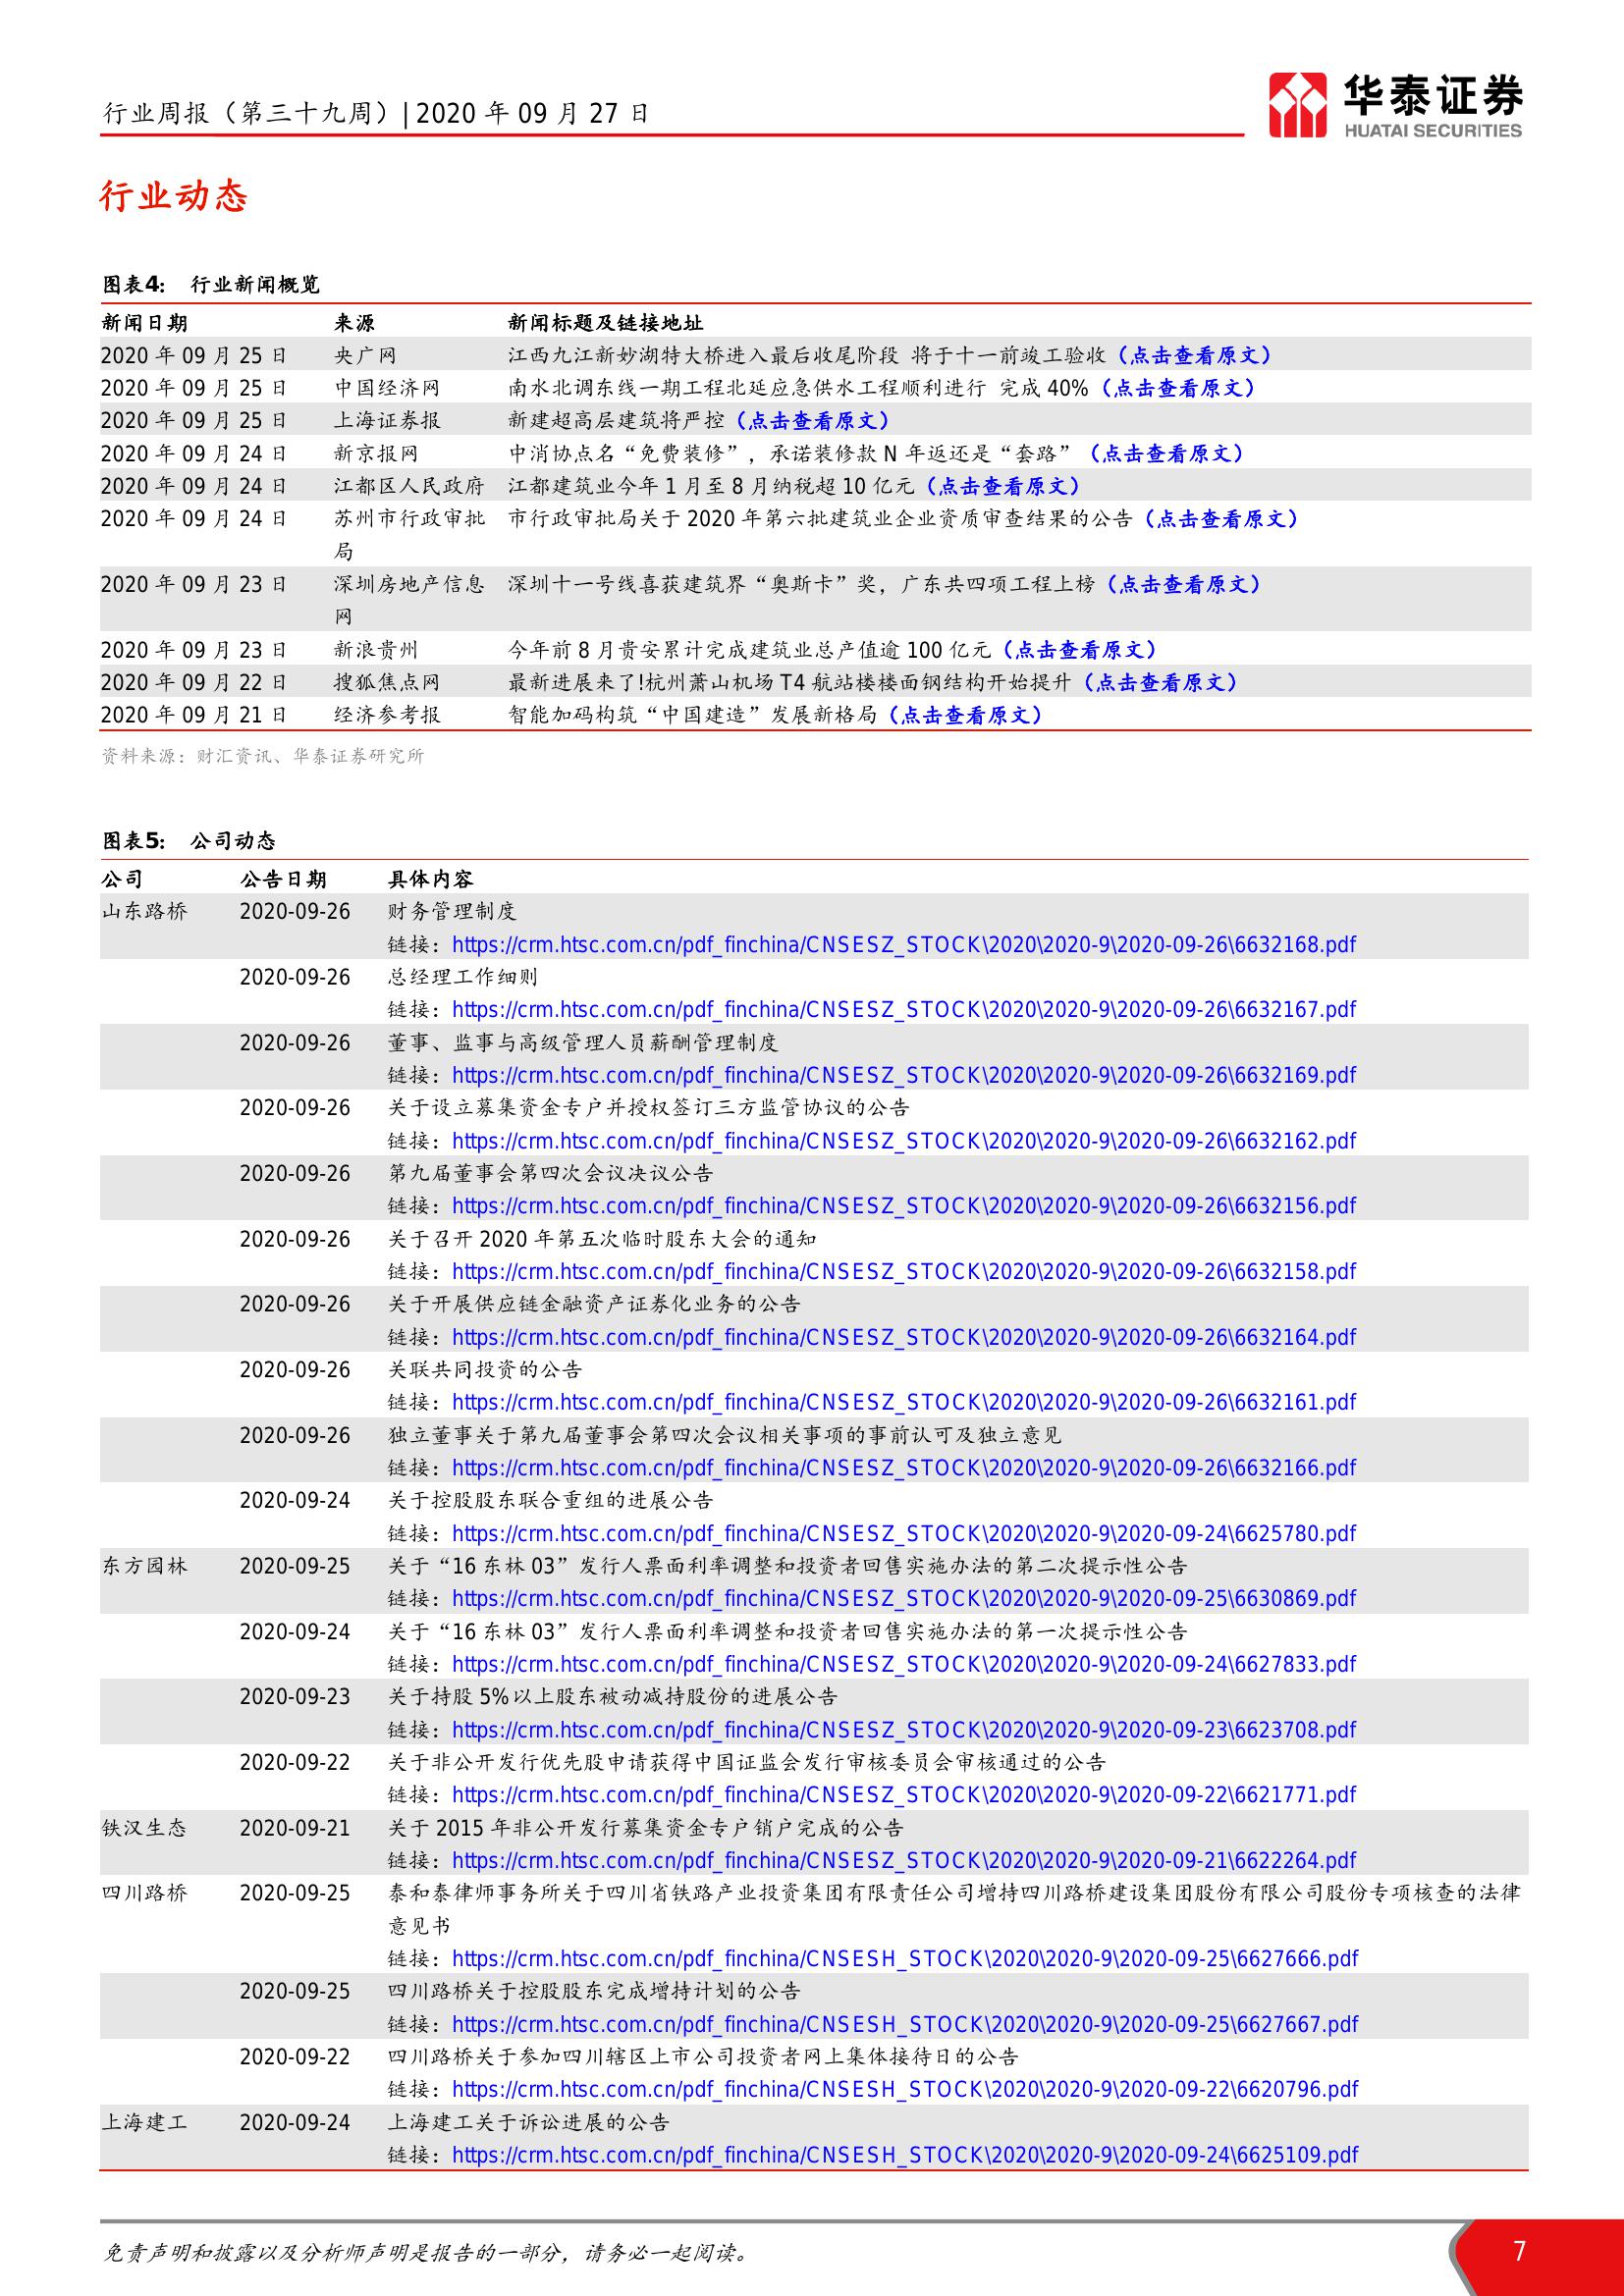 行业周报（第三十九周）| 2020 年 09 月 27 日
华泰证券
HUATAI SECURITIES
行业动态
图表4： 行业新闻概览
新闻日期 来源 新闻标题及链接地址
2020 年 09 月 25 日 央广网 江西九江新妙湖特大桥进入最后收尾阶段 将于十一前竣工验收（点击查看原文）
2020 年 09 月 25 日 中国经济网 南水北调东线一期工程北延应急供水工程顺利进行 完成 40%（点击查看原文）
2020 年 09 月 25 日 上海证券报 新建超高层建筑将严控（点击查看原文）
2020 年 09 月 24 日 新京报网 中消协点名“免费装修”，承诺装修款 N 年返还是“套路”（点击查看原文）
2020 年 09 月 24 日 江都区人民政府 江都建筑业今年 1 月至 8 月纳税超 10 亿元（点击查看原文）
2020 年 09 月 24 日 苏州市行政审批 市行政审批局关于 2020 年第六批建筑业企业资质审查结果的公告（点击查看原文）
局
2020 年 09 月 23 日 深圳房地产信息 深圳十一号线喜获建筑界“奥斯卡”奖，广东共四项工程上榜（点击查看原文）
网
2020 年 09 月 23 日 新浪贵州 今年前 8 月贵安累计完成建筑业总产值逾 100 亿元（点击查看原文）
2020 年 09 月 22 日 搜狐焦点网 最新进展来了!杭州萧山机场 T4 航站楼楼面钢结构开始提升（点击查看原文）
2020 年 09 月 21 日 经济参考报 智能加码构筑“中国建造”发展新格局（点击查看原文）
资料来源：财汇资讯、华泰证券研究所
图表5： 公司动态
公司 公告日期 具体内容
山东路桥 2020-09-26 财务管理制度
链接：https://crm.htsc.com.cn/pdf_finchina/CNSESZ_STOCK\2020\2020-9\2020-09-26\6632168.pdf
2020-09-26 总经理工作细则
链接：https://crm.htsc.com.cn/pdf_finchina/CNSESZ_STOCK\2020\2020-9\2020-09-26\6632167.pdf
2020-09-26 董事、监事与高级管理人员薪酬管理制度
链接：https://crm.htsc.com.cn/pdf_finchina/CNSESZ_STOCK\2020\2020-9\2020-09-26\6632169.pdf
2020-09-26 关于设立募集资金专户并授权签订三方监管协议的公告
链接：https://crm.htsc.com.cn/pdf_finchina/CNSESZ_STOCK\2020\2020-9\2020-09-26\6632162.pdf
2020-09-26 第九届董事会第四次会议决议公告
链接：https://crm.htsc.com.cn/pdf_finchina/CNSESZ_STOCK\2020\2020-9\2020-09-26\6632156.pdf
2020-09-26 关于召开 2020 年第五次临时股东大会的通知
链接：https://crm.htsc.com.cn/pdf_finchina/CNSESZ_STOCK\2020\2020-9\2020-09-26\6632158.pdf
2020-09-26 关于开展供应链金融资产证券化业务的公告
链接：https://crm.htsc.com.cn/pdf_finchina/CNSESZ_STOCK\2020\2020-9\2020-09-26\6632164.pdf
2020-09-26 关联共同投资的公告
链接：https://crm.htsc.com.cn/pdf_finchina/CNSESZ_STOCK\2020\2020-9\2020-09-26\6632161.pdf
2020-09-26 独立董事关于第九届董事会第四次会议相关事项的事前认可及独立意见
链接：https://crm.htsc.com.cn/pdf_finchina/CNSESZ_STOCK\2020\2020-9\2020-09-26\6632166.pdf
2020-09-24 关于控股股东联合重组的进展公告
链接：https://crm.htsc.com.cn/pdf_finchina/CNSESZ_STOCK\2020\2020-9\2020-09-24\6625780.pdf
东方园林 2020-09-25 关于“16 东林 03”发行人票面利率调整和投资者回售实施办法的第二次提示性公告
链接：https://crm.htsc.com.cn/pdf_finchina/CNSESZ_STOCK\2020\2020-9\2020-09-25\6630869.pdf
2020-09-24 关于“16 东林 03”发行人票面利率调整和投资者回售实施办法的第一次提示性公告
链接：https://crm.htsc.com.cn/pdf_finchina/CNSESZ_STOCK\2020\2020-9\2020-09-24\6627833.pdf
2020-09-23 关于持股 5%以上股东被动减持股份的进展公告
链接：https://crm.htsc.com.cn/pdf_finchina/CNSESZ_STOCK\2020\2020-9\2020-09-23\6623708.pdf
2020-09-22 关于非公开发行优先股申请获得中国证监会发行审核委员会审核通过的公告
链接：https://crm.htsc.com.cn/pdf_finchina/CNSESZ_STOCK\2020\2020-9\2020-09-22\6621771.pdf
铁汉生态 2020-09-21 关于 2015 年非公开发行募集资金专户销户完成的公告
链接：https://crm.htsc.com.cn/pdf_finchina/CNSESZ_STOCK\2020\2020-9\2020-09-21\6622264.pdf
四川路桥 2020-09-25 泰和泰律师事务所关于四川省铁路产业投资集团有限责任公司增持四川路桥建设集团股份有限公司股份专项核查的法律
意见书
链接：https://crm.htsc.com.cn/pdf_finchina/CNSESH_STOCK\2020\2020-9\2020-09-25\6627666.pdf
2020-09-25 四川路桥关于控股股东完成增持计划的公告
链接：https://crm.htsc.com.cn/pdf_finchina/CNSESH_STOCK\2020\2020-9\2020-09-25\6627667.pdf
2020-09-22 四川路桥关于参加四川辖区上市公司投资者网上集体接待日的公告
链接：https://crm.htsc.com.cn/pdf_finchina/CNSESH_STOCK\2020\2020-9\2020-09-22\6620796.pdf
上海建工 2020-09-24 上海建工关于诉讼进展的公告
链接：https://crm.htsc.com.cn/pdf_finchina/CNSESH_STOCK\2020\2020-9\2020-09-24\6625109.pdf
免责声明和披露以及分析师声明是报告的一部分，请务必一起阅读。 7